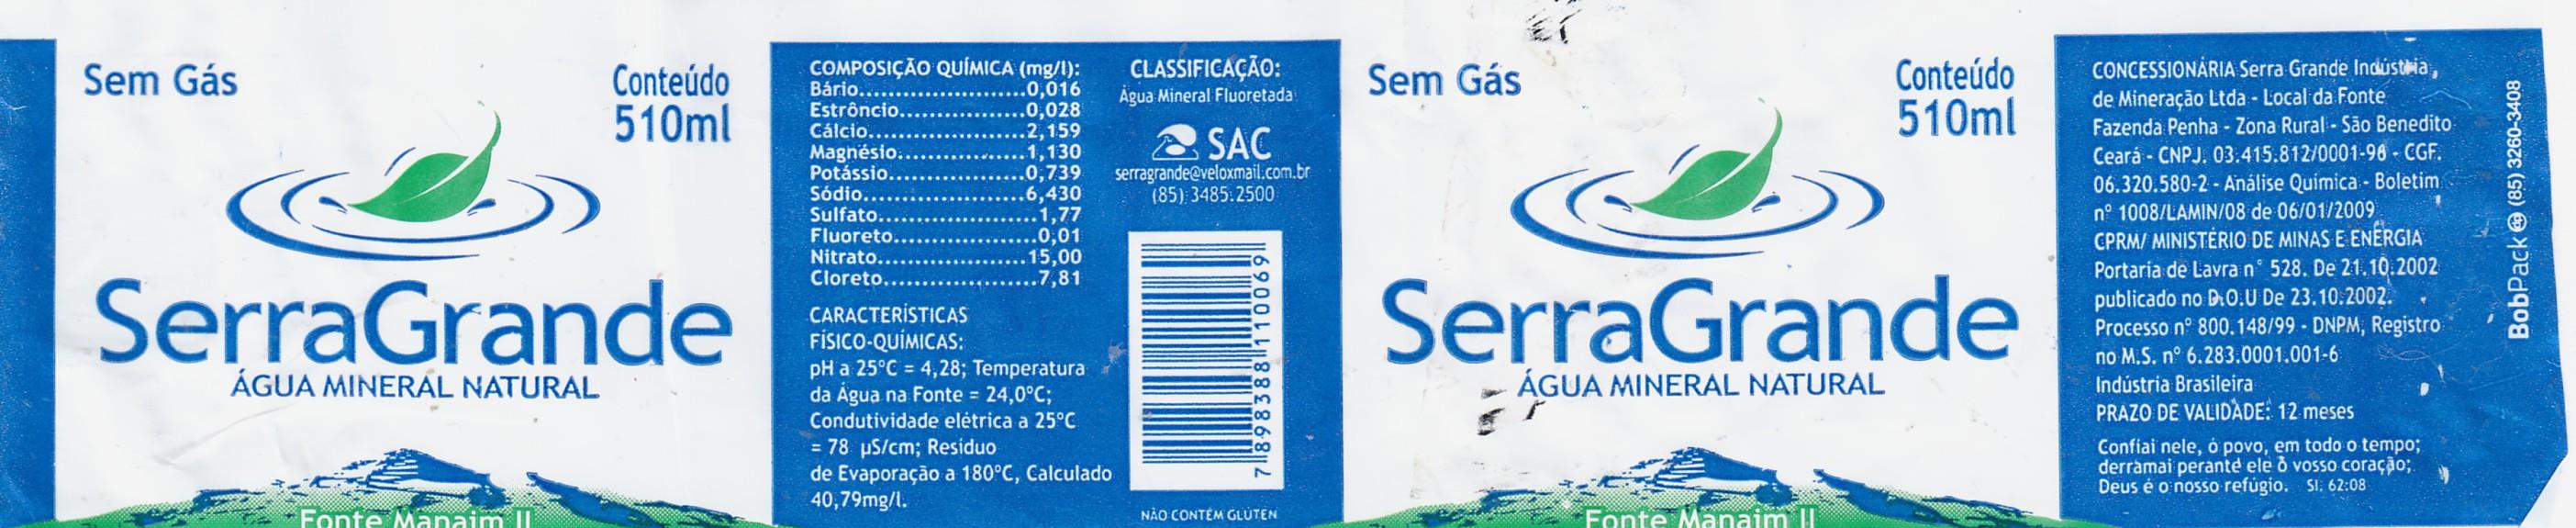 Sem Gás
Conteúdo
510ml
SerraGrande
ÁGUA MINERAL NATURAL
Fonte Manaim II
COMPOSIÇÃO QUÍMICA (mg/l):
Bário........................0,016
Estrôncio..................0,028
Cálcio.......................2,159
Magnésio..................1,130
Potássio....................0,739
Sódio........................6,430
Sulfato.......................1,77
Fluoreto.....................0,01
Nitrato.....................15,00
Cloreto......................7,81
CARACTERÍSTICAS
FÍSICO-QUÍMICAS:
pH a 25ºC = 4,28; Temperatura
da Água na Fonte = 24,0ºC;
Condutividade elétrica a 25ºC
= 78 µS/cm; Resíduo
de Evaporação a 180ºC, Calculado
40,79mg/l.
CLASSIFICAÇÃO:
Água Mineral Fluoretada
SAC
serragrande@veloxmail.com.br
(85) 3485.2500
7 898388 110069
NÃO CONTÉM GLÚTEN
Sem Gás
Conteúdo
510ml
SerraGrande
ÁGUA MINERAL NATURAL
Fonte Manaim II
CONCESSIONÁRIA Serra Grande Indústria,
de Mineração Ltda - Local da Fonte
Fazenda Penha - Zona Rural - São Benedito
Ceará - CNPJ. 03.415.812/0001-96 - CGF.
06.320.580-2 - Análise Química - Boletim
nº 1008/LAMIN/08 de 06/01/2009
CPRM/ MINISTÉRIO DE MINAS E ENERGIA
Portaria de Lavra n° 528. De 21.10.2002
publicado no D.O.U De 23.10.2002.
Processo nº 800.148/99 - DNPM, Registro
no M.S. nº 6.283.0001.001-6
Indústria Brasileira
PRAZO DE VALIDADE: 12 meses
Confiai nele, ó povo, em todo o tempo;
derramai perante ele o vosso coração;
Deus é o nosso refúgio. Sl. 62:08
BobPack (85) 3260-3408